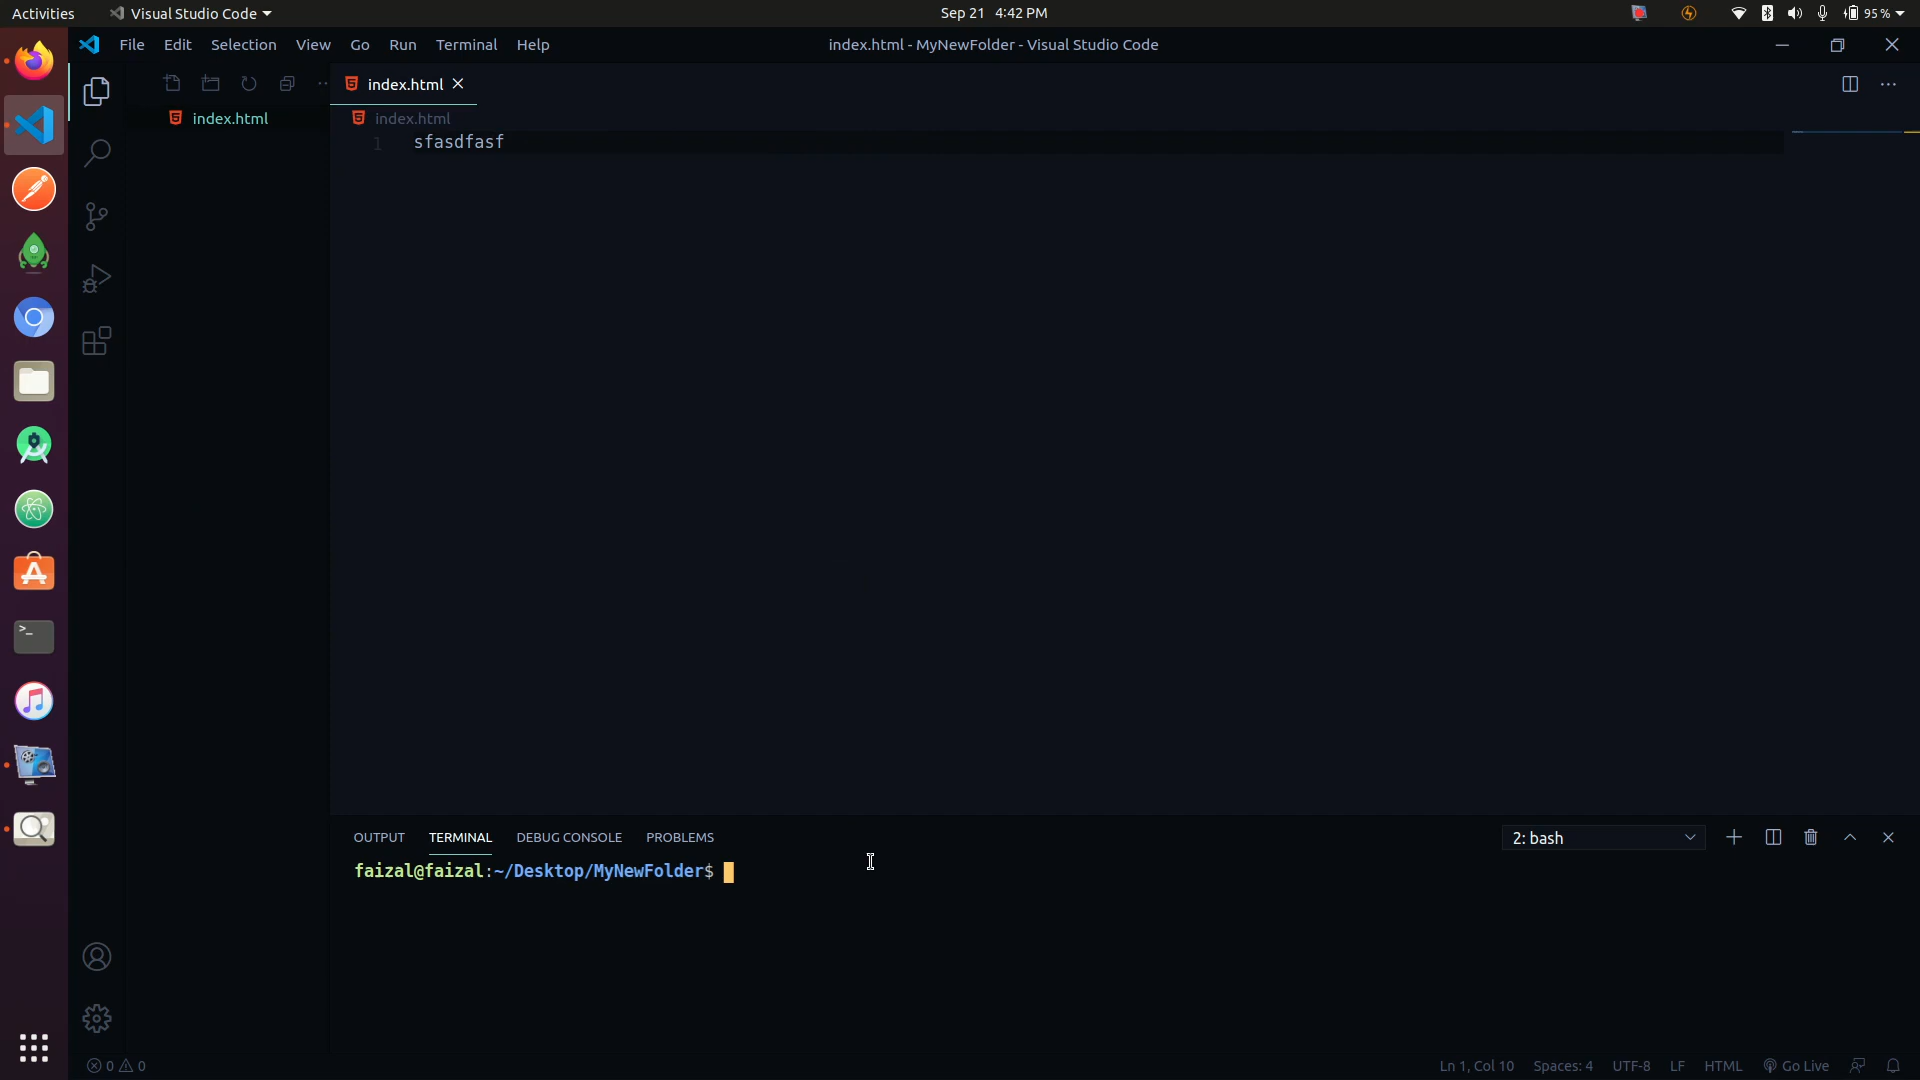 Activities Visual Studio Code Sep 21 4:42 PM 95%
File Edit Selection View Go Run Terminal Help index.html - MyNewFolder - Visual Studio Code
index.html
index.html index.html
1 sfasdfasf
OUTPUT TERMINAL DEBUG CONSOLE PROBLEMS 2: bash
faizal@faizal:~/Desktop/MyNewFolder$
0 0 Ln 1, Col 10 Spaces: 4 UTF-8 LF HTML Go Live